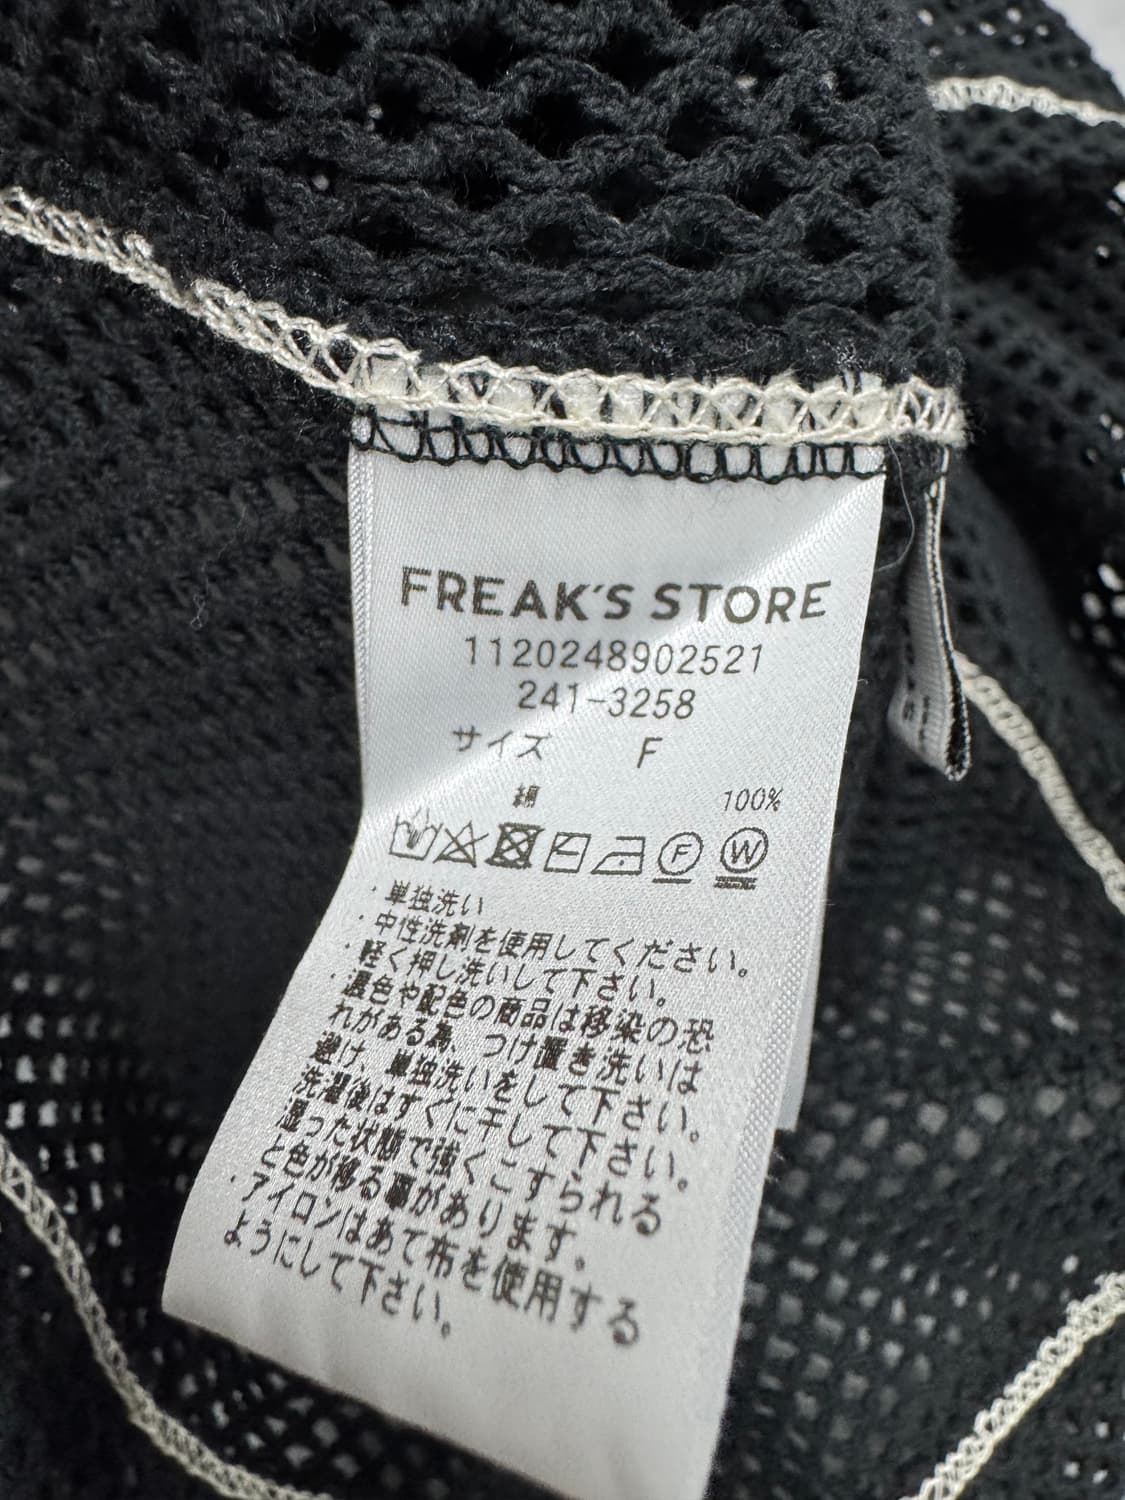 FREAK'S STORE
1120248902521
241-3258
サイズ F
綿 100%
F W
・単独洗い
・中性洗剤を使用してください。
・軽く押し洗いして下さい。
・濃色や配色の商品は移染の恐
れがある為、つけ置き洗いは
避け、単独洗いをして下さい。
洗濯後はすぐに干して下さい。
湿った状態で強くこすられる
と色が移る事があります。
・アイロンはあて布を使用する
ようにして下さい。